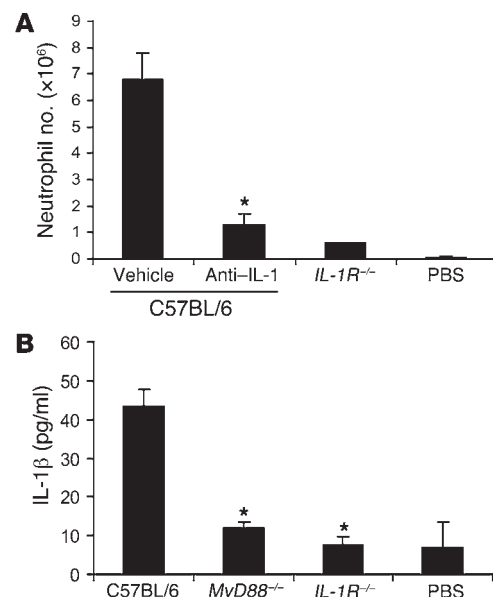 A
Neutrophil no. (×10⁶)
9
8
7
6
5
4
3
2
1
0
*
Vehicle Anti–IL-1 IL-1R⁻/⁻ PBS
C57BL/6
B
IL-1β (pg/ml)
60
50
40
30
20
10
0
* *
C57BL/6 MyD88⁻/⁻ IL-1R⁻/⁻ PBS